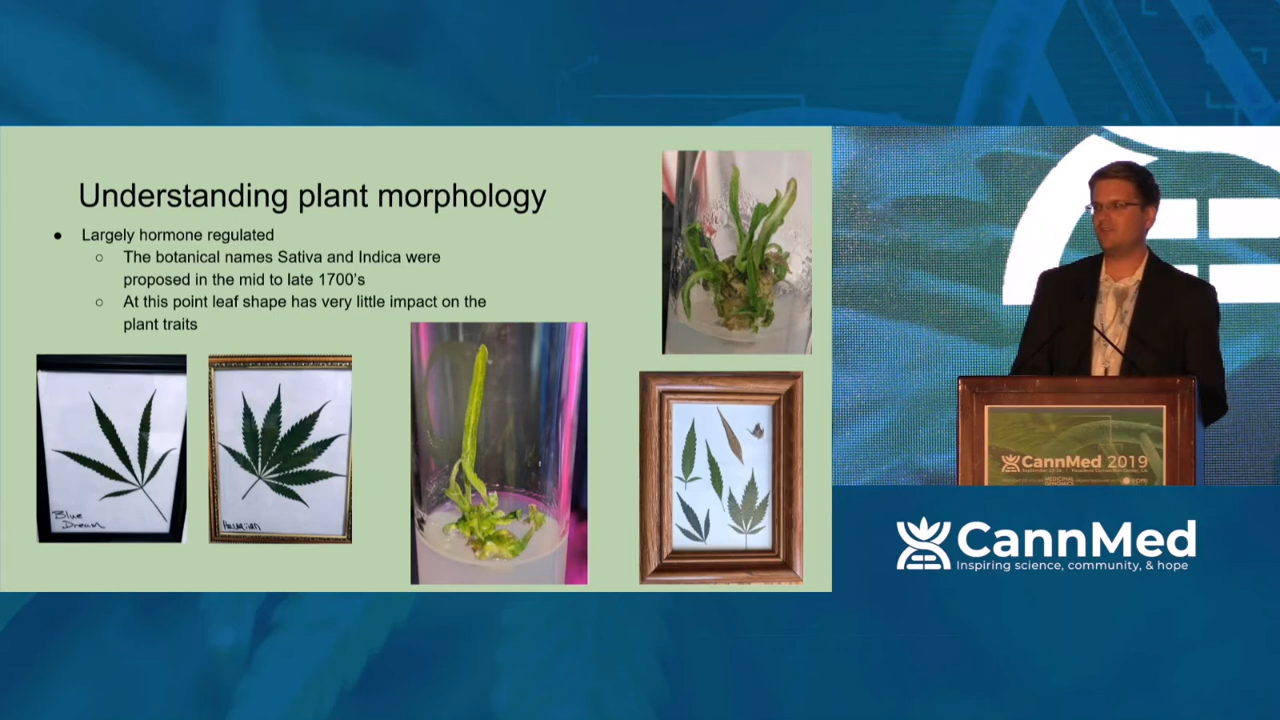 Understanding plant morphology
● Largely hormone regulated
○ The botanical names Sativa and Indica were
proposed in the mid to late 1700's
○ At this point leaf shape has very little impact on the
plant traits
Blue
Dream
Hawaiian
CannMed 2019
MEDICINAL
GENOMICS
CannMed
Inspiring science, community, & hope